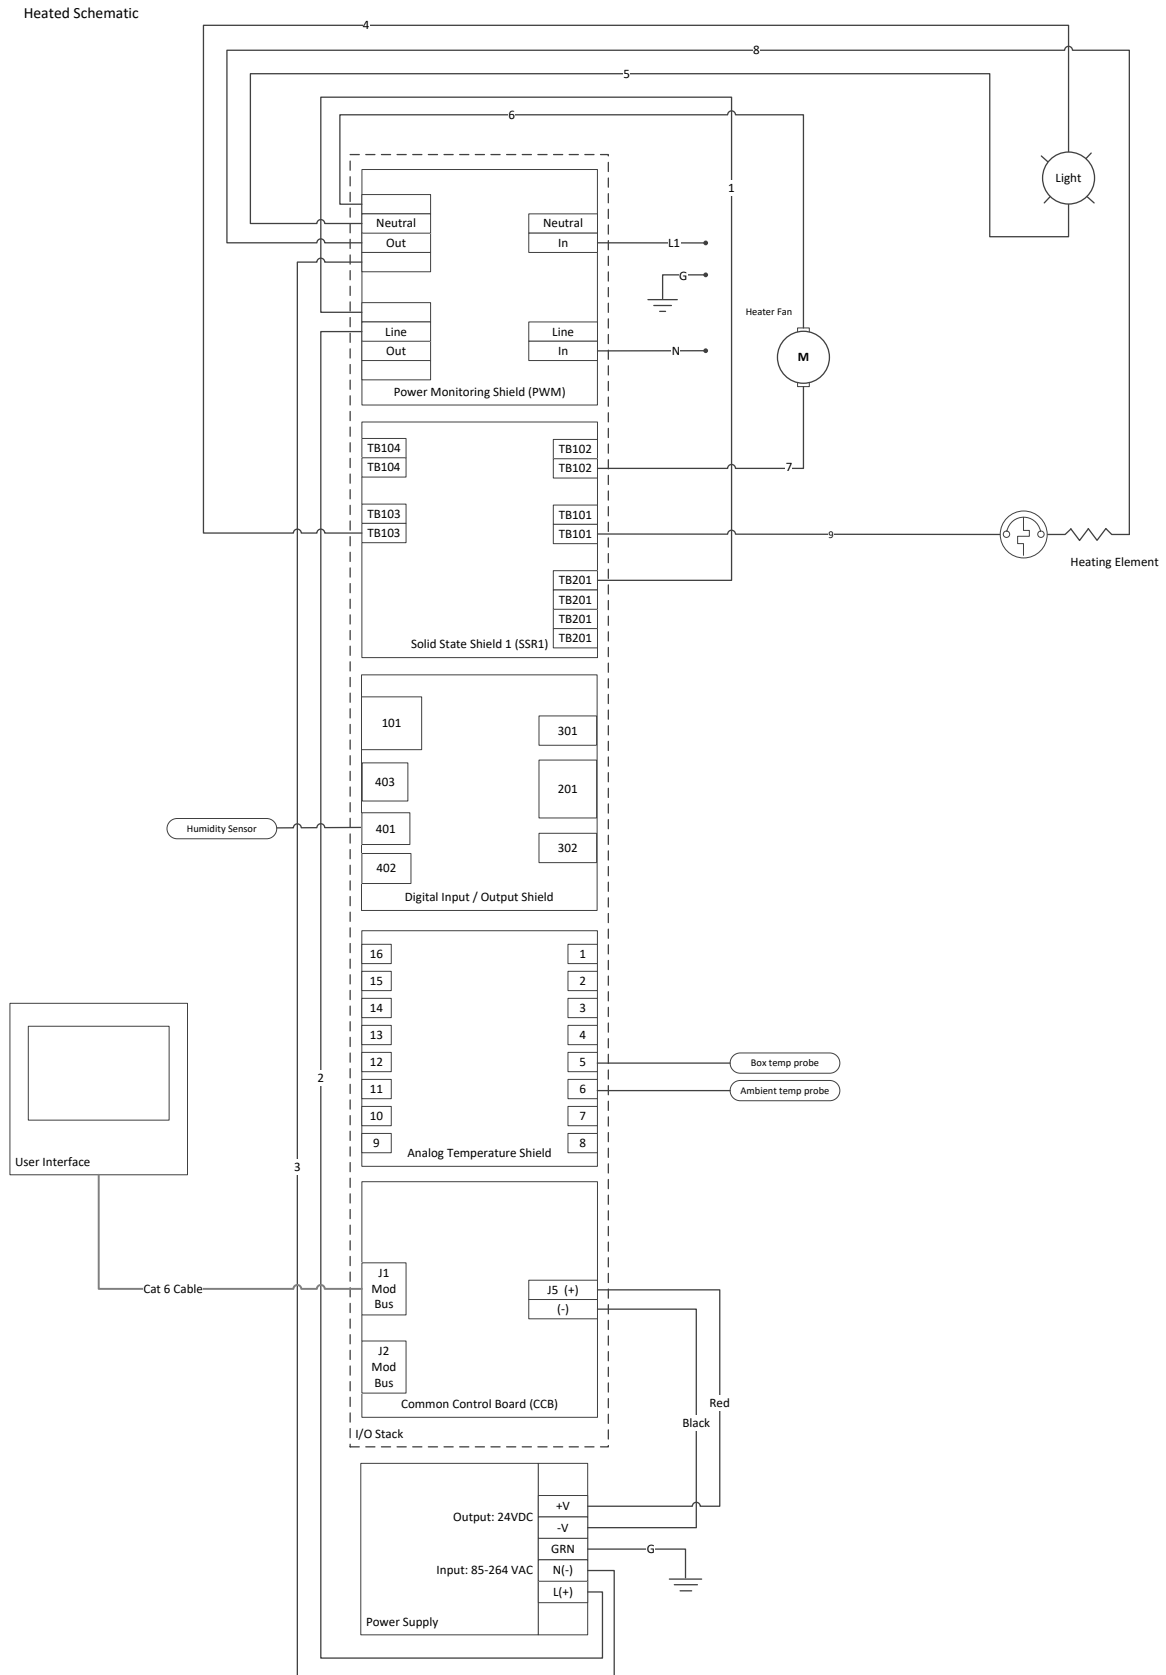 Heated Schematic
4
8
5
6
1
Light
Neutral
Out
Neutral
In
L1
G
Line
Out
Line
In
N
Heater Fan
M
Power Monitoring Shield (PWM)
TB104
TB104
TB102
TB102
7
TB103
TB103
TB101
TB101
9
Heating Element
TB201
TB201
TB201
TB201
Solid State Shield 1 (SSR1)
101
301
403
201
Humidity Sensor
401
302
402
Digital Input / Output Shield
16
1
15
2
14
3
13
4
12
5
Box temp probe
11
6
Ambient temp probe
10
7
9
8
Analog Temperature Shield
2
3
User Interface
Cat 6 Cable
J1
Mod
Bus
J5 (+)
(-)
J2
Mod
Bus
Common Control Board (CCB)
Red
Black
I/O Stack
Output: 24VDC
+V
-V
GRN
G
Input: 85-264 VAC
N(-)
L(+)
Power Supply